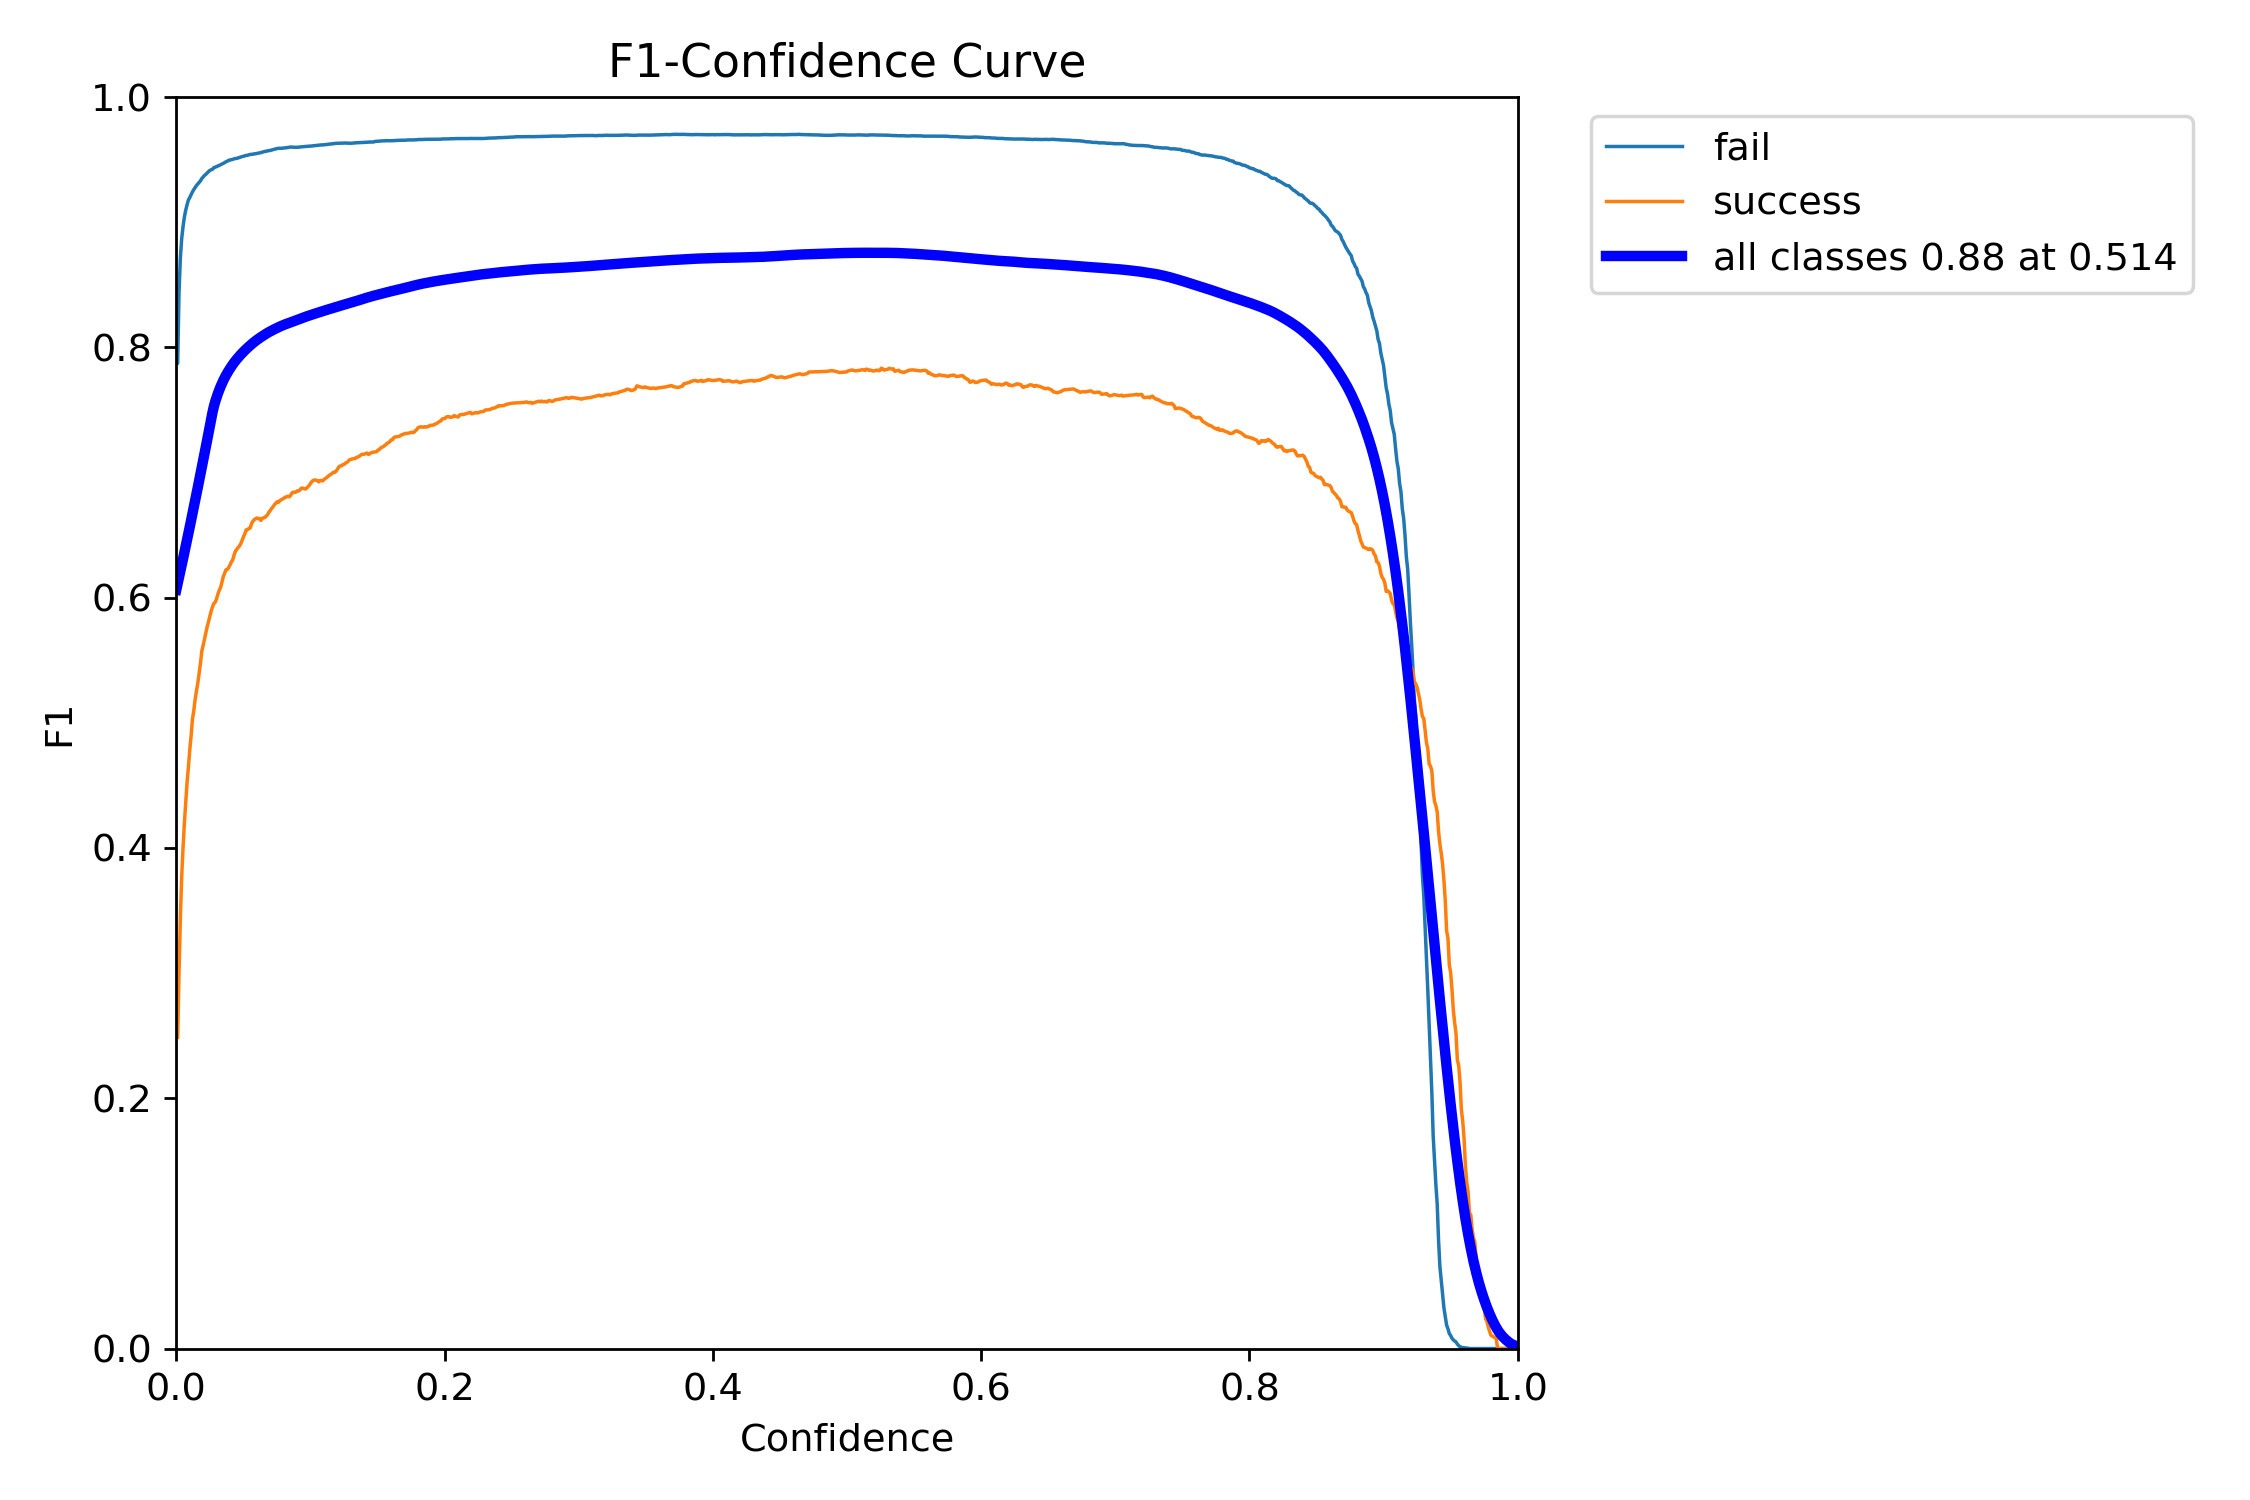 F1-Confidence Curve
fail
success
all classes 0.88 at 0.514
1.0
0.8
0.6
0.4
0.2
0.0
F1
0.0 0.2 0.4 0.6 0.8 1.0
Confidence